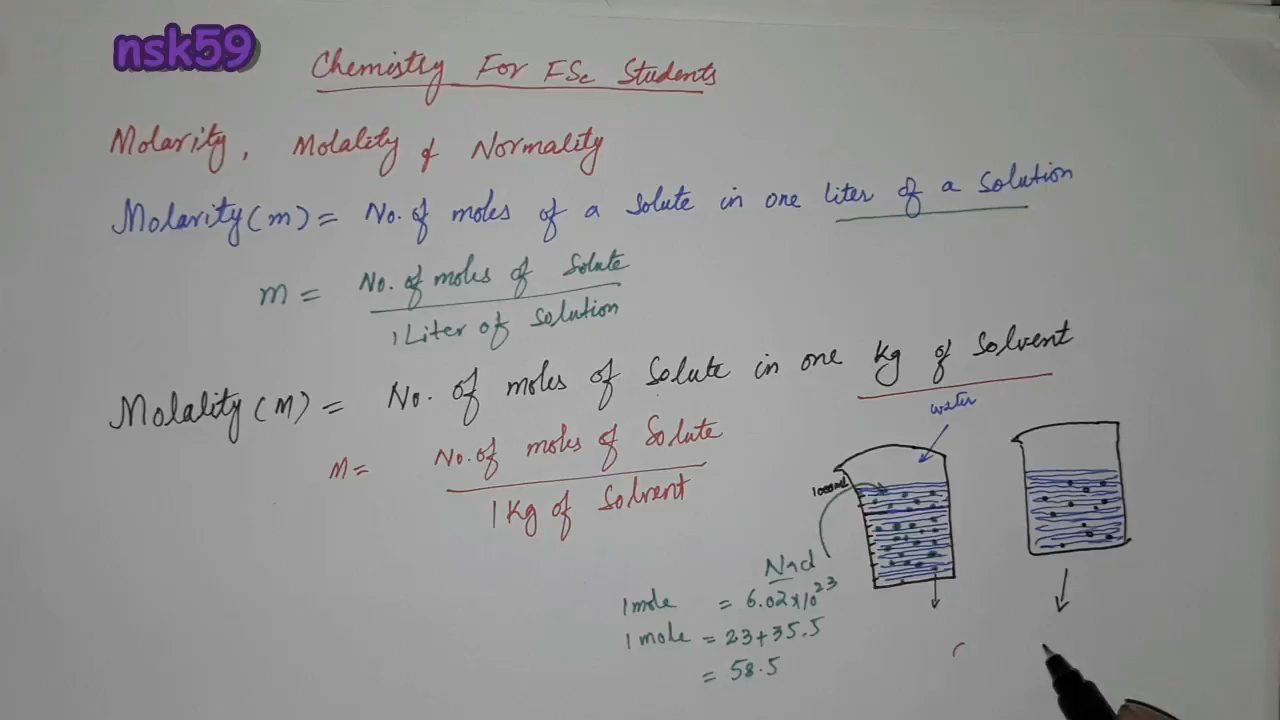 nsk59
Chemistry For FSc Students
Molarity, Molality & Normality
Molarity (m) = No. of moles of a solute in one liter of a solution
m = No. of moles of solute
1 Liter of solution
Molality (m) = No. of moles of solute in one kg of solvent
m = No. of moles of solute
1 kg of solvent
water
1000mL
NaCl
1 mole = 6.02 x 10^23
1 mole = 23 + 35.5
= 58.5